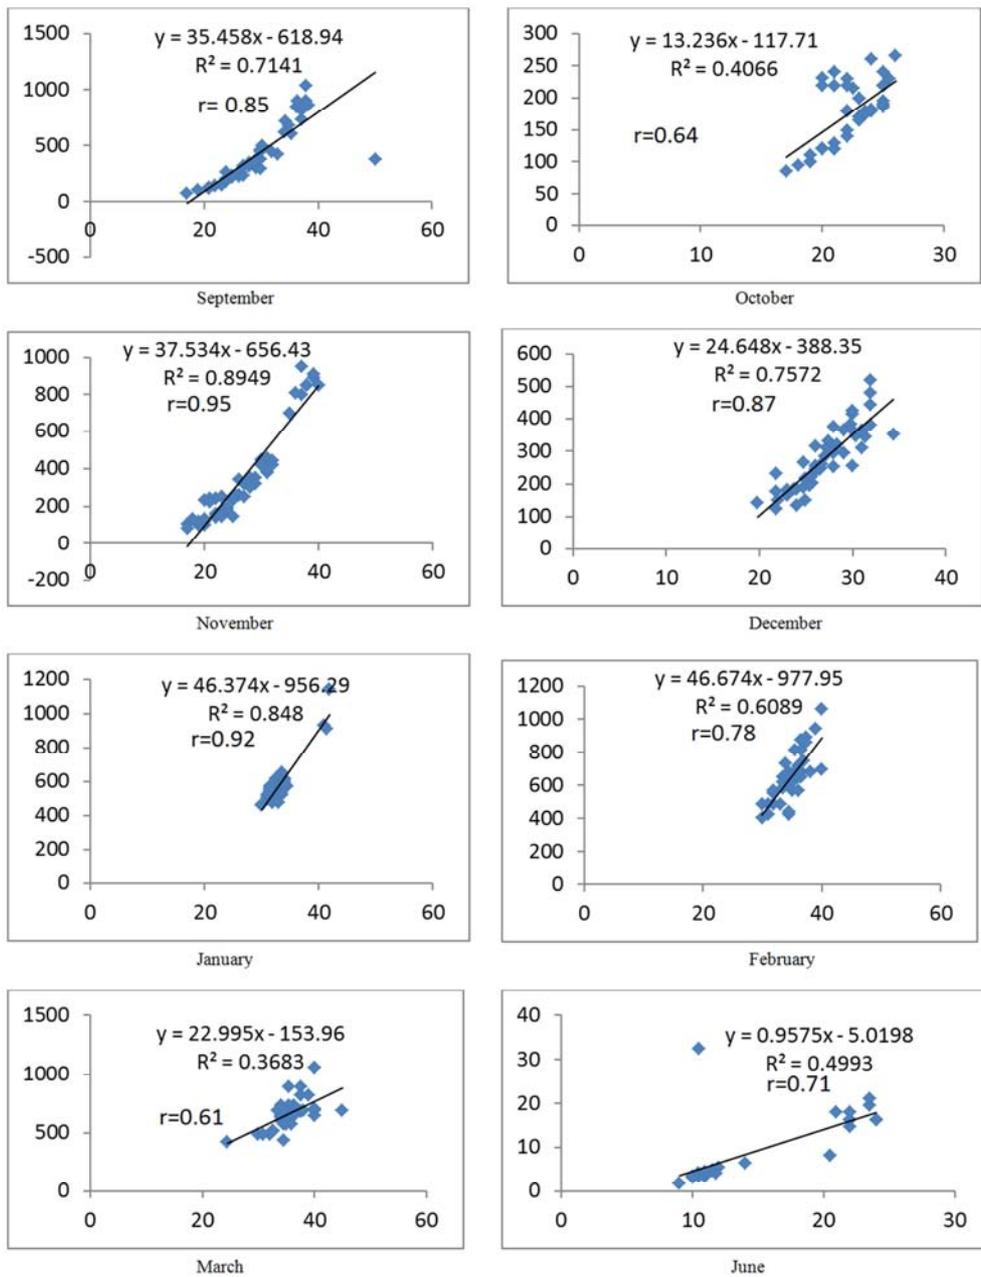 y = 35.458x - 618.94
R² = 0.7141
r= 0.85
1500
1000
500
0
-500
0
20
40
60
September
y = 13.236x - 117.71
R² = 0.4066
r=0.64
300
250
200
150
100
50
0
0
10
20
30
October
y = 37.534x - 656.43
R² = 0.8949
r=0.95
1000
800
600
400
200
0
-200
0
20
40
60
November
y = 24.648x - 388.35
R² = 0.7572
r=0.87
600
500
400
300
200
100
0
0
10
20
30
40
December
y = 46.374x - 956.29
R² = 0.848
r=0.92
1200
1000
800
600
400
200
0
0
20
40
60
January
y = 46.674x - 977.95
R² = 0.6089
r=0.78
1200
1000
800
600
400
200
0
0
20
40
60
February
y = 22.995x - 153.96
R² = 0.3683
r=0.61
1500
1000
500
0
0
20
40
60
March
y = 0.9575x - 5.0198
R² = 0.4993
r=0.71
40
30
20
10
0
0
10
20
30
June